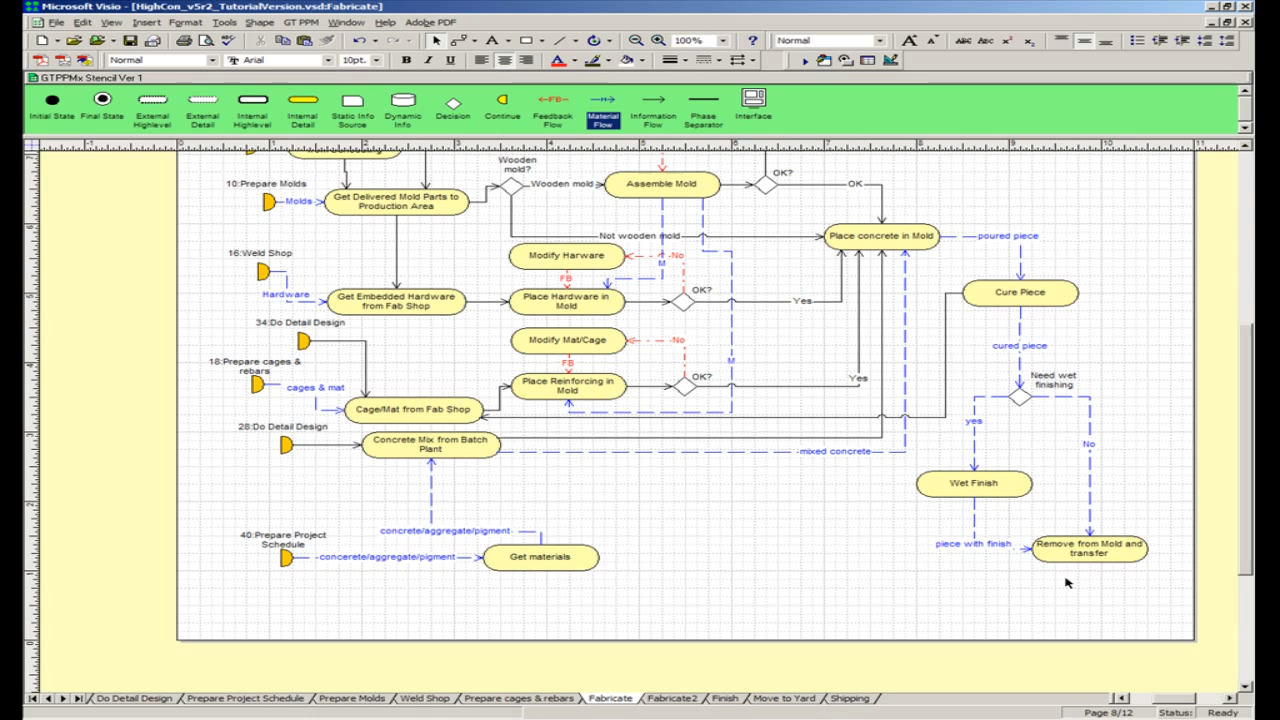 Microsoft Visio - [HighCon_v5r2_TutorialVersion.vsd:Fabricate]
File Edit View Insert Format Tools Shape GT PPM Window Help Adobe PDF
100%
Normal
Normal
Arial
10pt.
GTPPMx Stencil Ver 1
Initial State
Final State
External Highlevel
External Detail
Internal Highlevel
Internal Detail
Static Info Source
Dynamic Info
Decision
Continue
FB
Feedback Flow
M
Material Flow
Information Flow
Phase Separator
Interface
Wooden mold?
10:Prepare Molds
Molds
Get Delivered Mold Parts to Production Area
Wooden mold
Assemble Mold
OK?
OK
Not wooden mold
Place concrete in Mold
poured piece
16:Weld Shop
Hardware
Get Embedded Hardware from Fab Shop
Modify Harware
No
FB
M
Place Hardware in Mold
OK?
Yes
Cure Piece
34:Do Detail Design
Modify Mat/Cage
No
FB
M
cured piece
18:Prepare cages & rebars
cages & mat
Cage/Mat from Fab Shop
Place Reinforcing in Mold
OK?
Yes
Need wet finishing
yes
No
28:Do Detail Design
Concrete Mix from Batch Plant
mixed concrete
Wet Finish
40:Prepare Project Schedule
concrete/aggregate/pigment
concerete/aggregate/pigment
Get materials
piece with finish
Remove from Mold and transfer
Do Detail Design Prepare Project Schedule Prepare Molds Weld Shop Prepare cages & rebars Fabricate Fabricate2 Finish Move to Yard Shipping
Page 8/12 Status: Ready